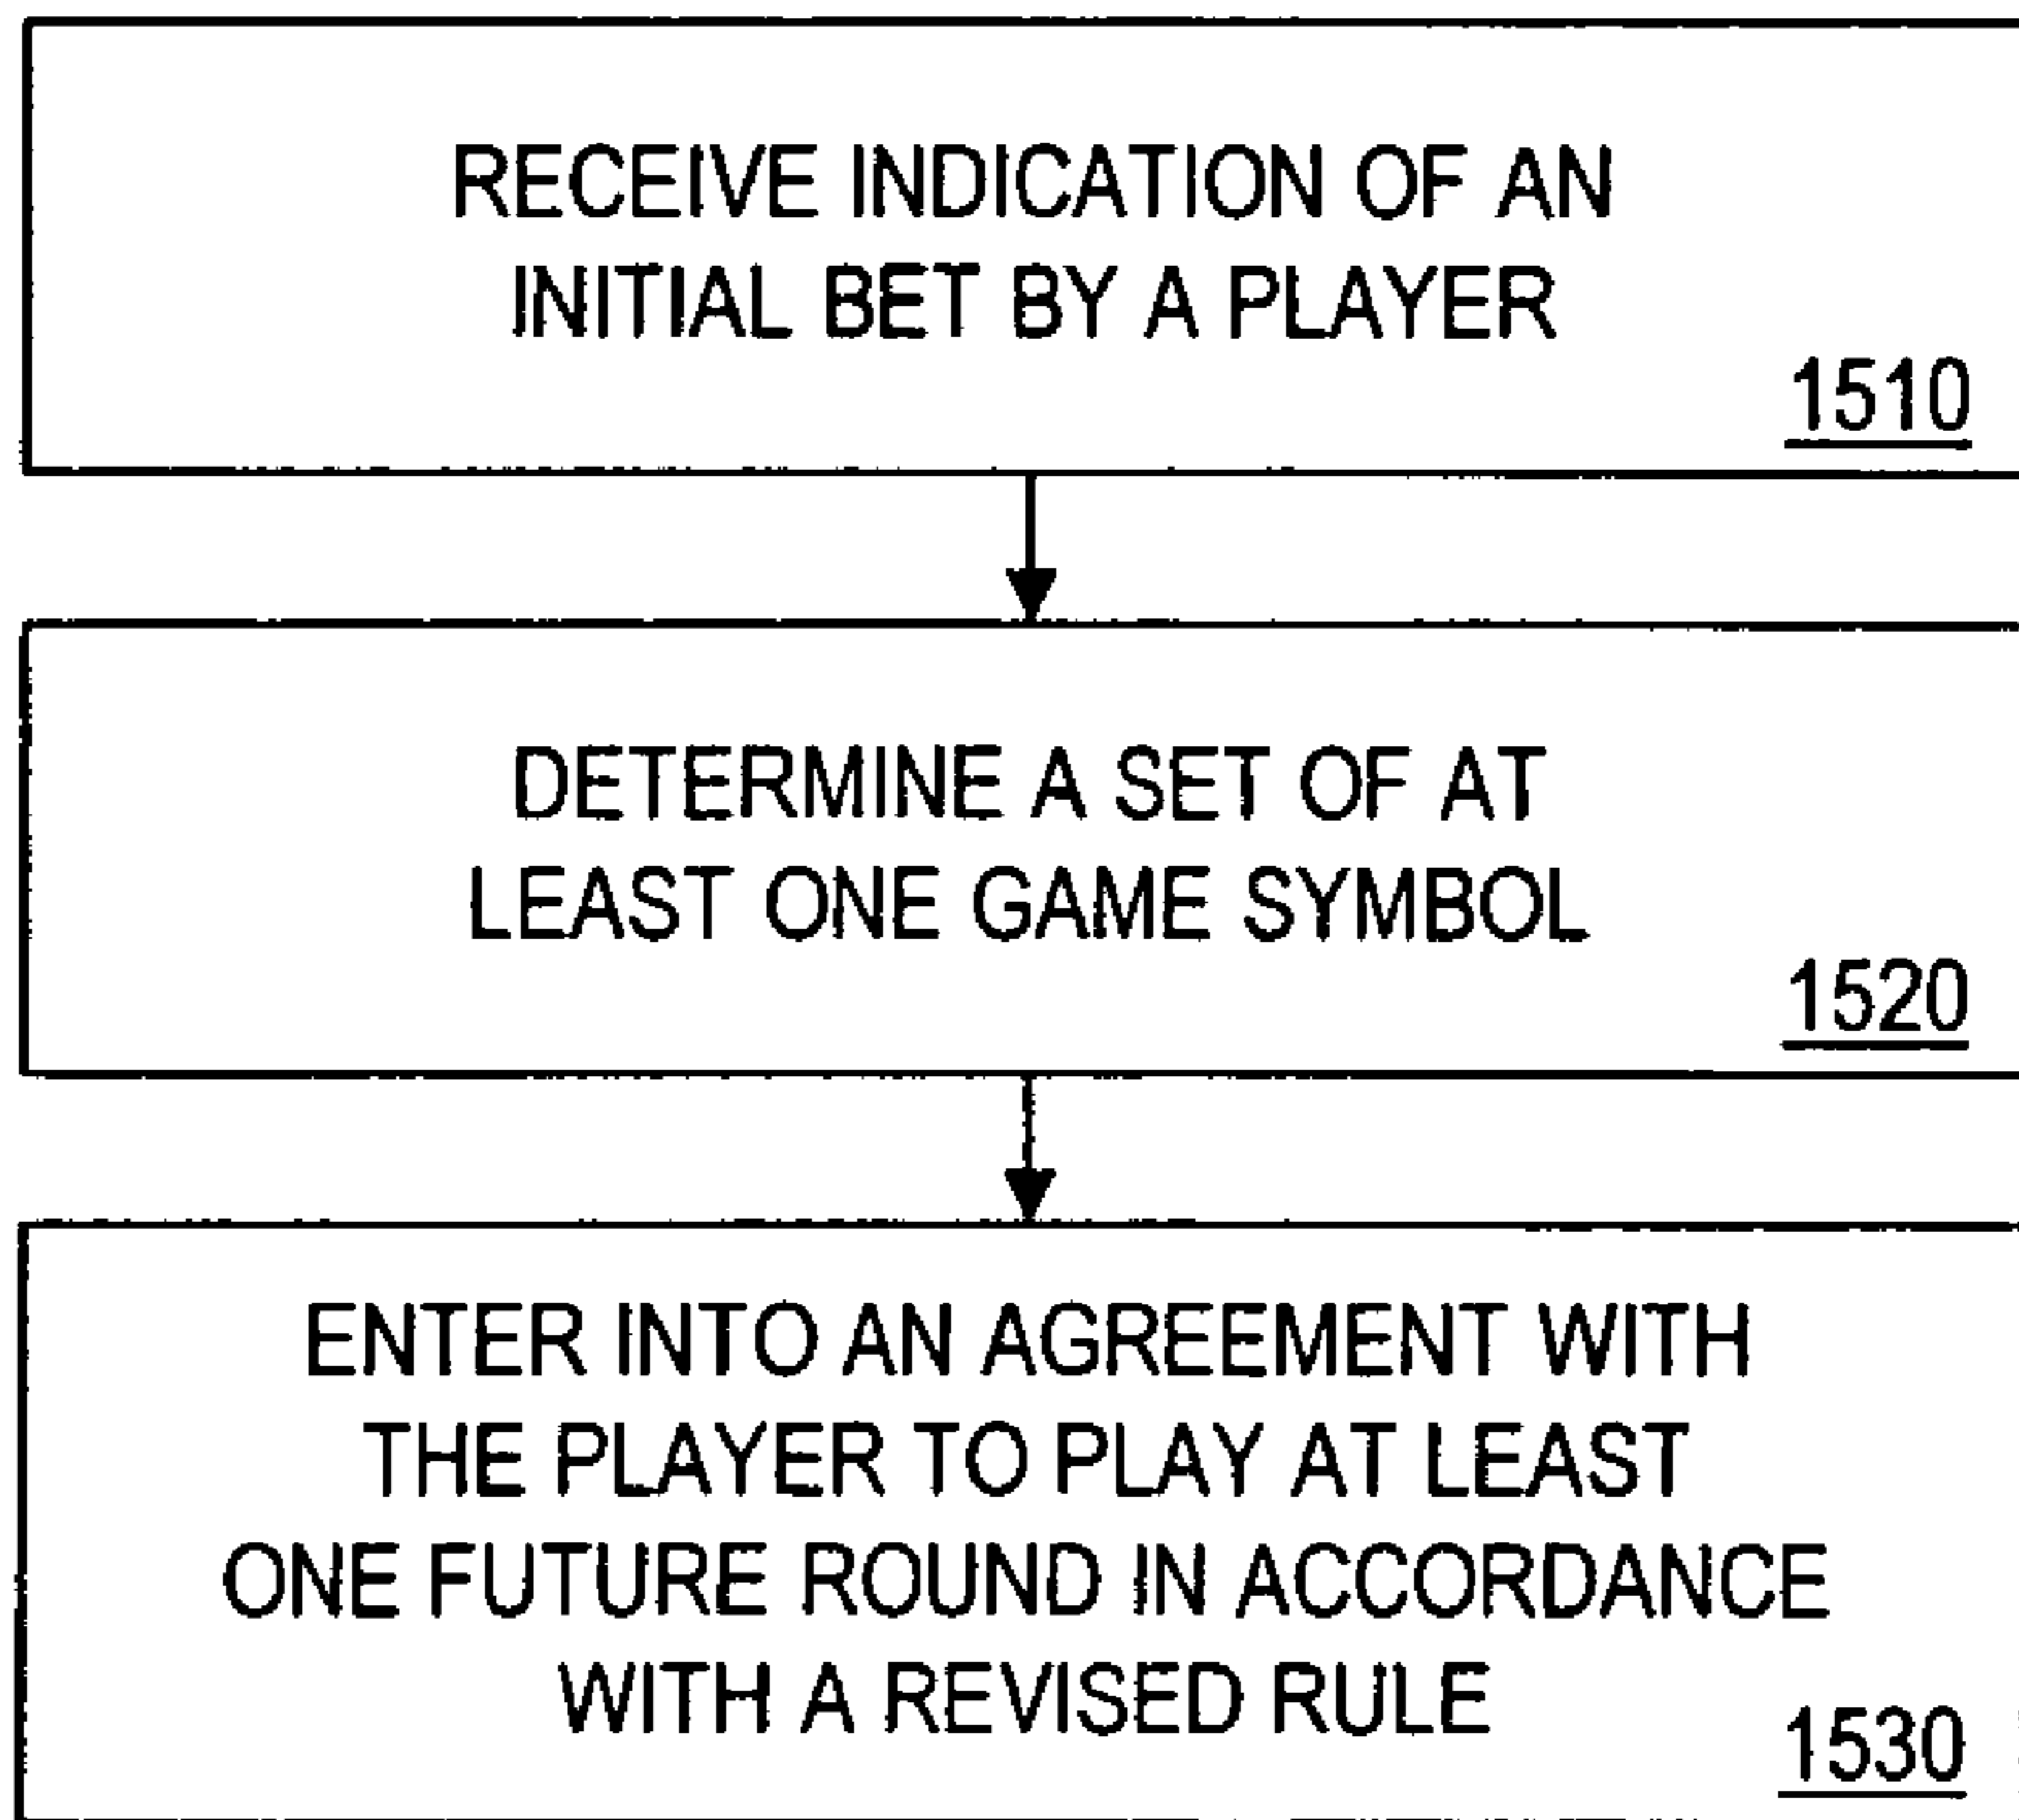 RECEIVE INDICATION OF AN
INITIAL BET BY A PLAYER
1510
DETERMINE A SET OF AT
LEAST ONE GAME SYMBOL
1520
ENTER INTO AN AGREEMENT WITH
THE PLAYER TO PLAY AT LEAST
ONE FUTURE ROUND IN ACCORDANCE
WITH A REVISED RULE
1530